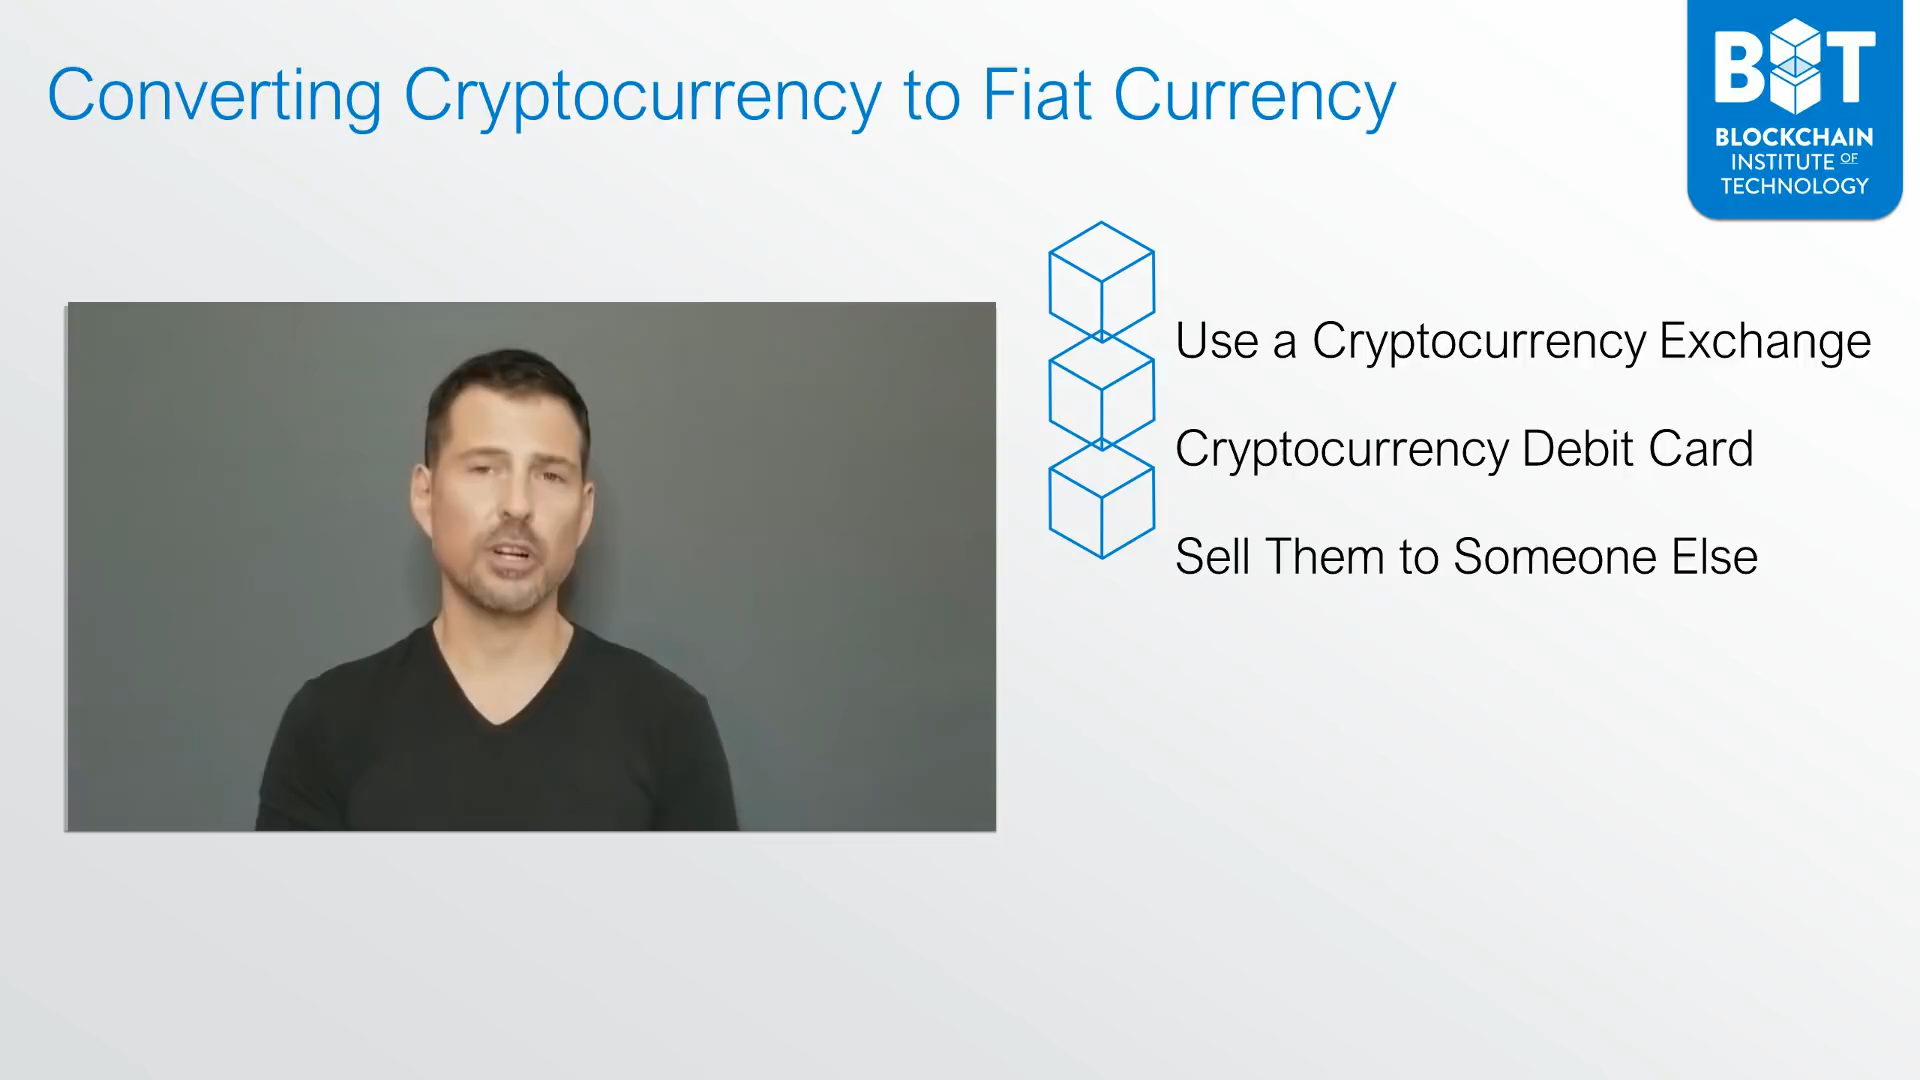 Converting Cryptocurrency to Fiat Currency
BIT
BLOCKCHAIN
INSTITUTE OF
TECHNOLOGY
Use a Cryptocurrency Exchange
Cryptocurrency Debit Card
Sell Them to Someone Else